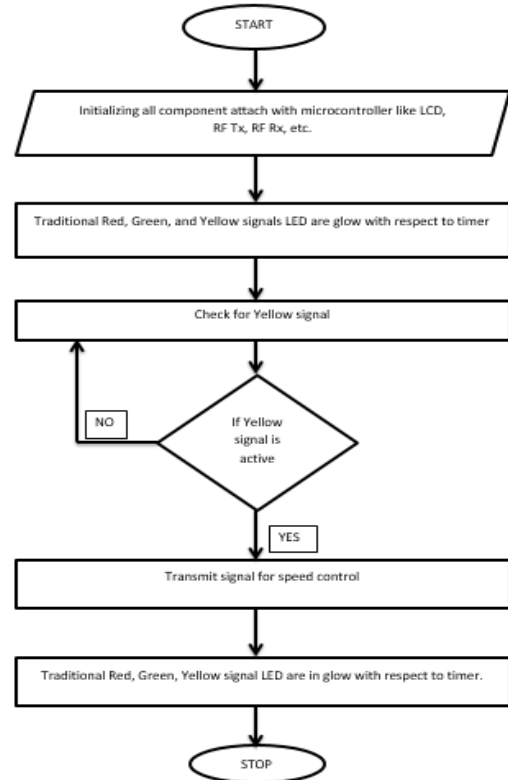 START
Initializing all component attach with microcontroller like LCD,
RF Tx, RF Rx, etc.
Traditional Red, Green, and Yellow signals LED are glow with respect to timer
Check for Yellow signal
NO
If Yellow
signal is
active
YES
Transmit signal for speed control
Traditional Red, Green, Yellow signal LED are in glow with respect to timer.
STOP